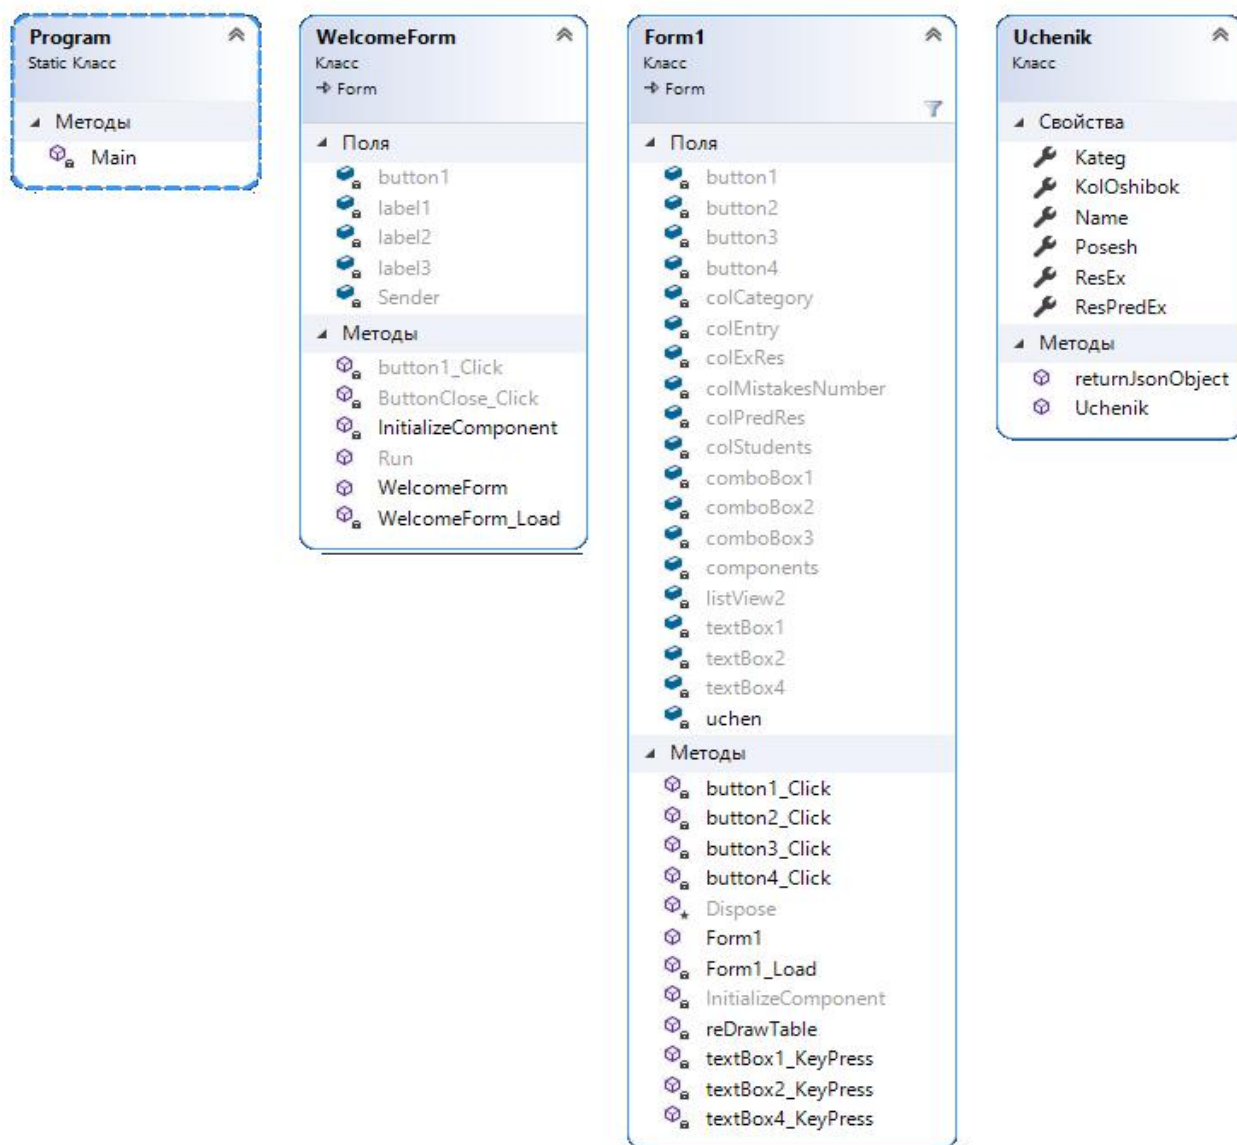 Program
Static Класс
Методы
Main
WelcomeForm
Класс
Form
Поля
button1
label1
label2
label3
Sender
Методы
button1_Click
ButtonClose_Click
InitializeComponent
Run
WelcomeForm
WelcomeForm_Load
Form1
Класс
Form
Поля
button1
button2
button3
button4
colCategory
colEntry
colExRes
colMistakesNumber
colPredRes
colStudents
comboBox1
comboBox2
comboBox3
components
listView2
textBox1
textBox2
textBox4
uchen
Методы
button1_Click
button2_Click
button3_Click
button4_Click
Dispose
Form1
Form1_Load
InitializeComponent
reDrawTable
textBox1_KeyPress
textBox2_KeyPress
textBox4_KeyPress
Uchenik
Класс
Свойства
Kateg
KolOshibok
Name
Posesh
ResEx
ResPredEx
Методы
returnJsonObject
Uchenik